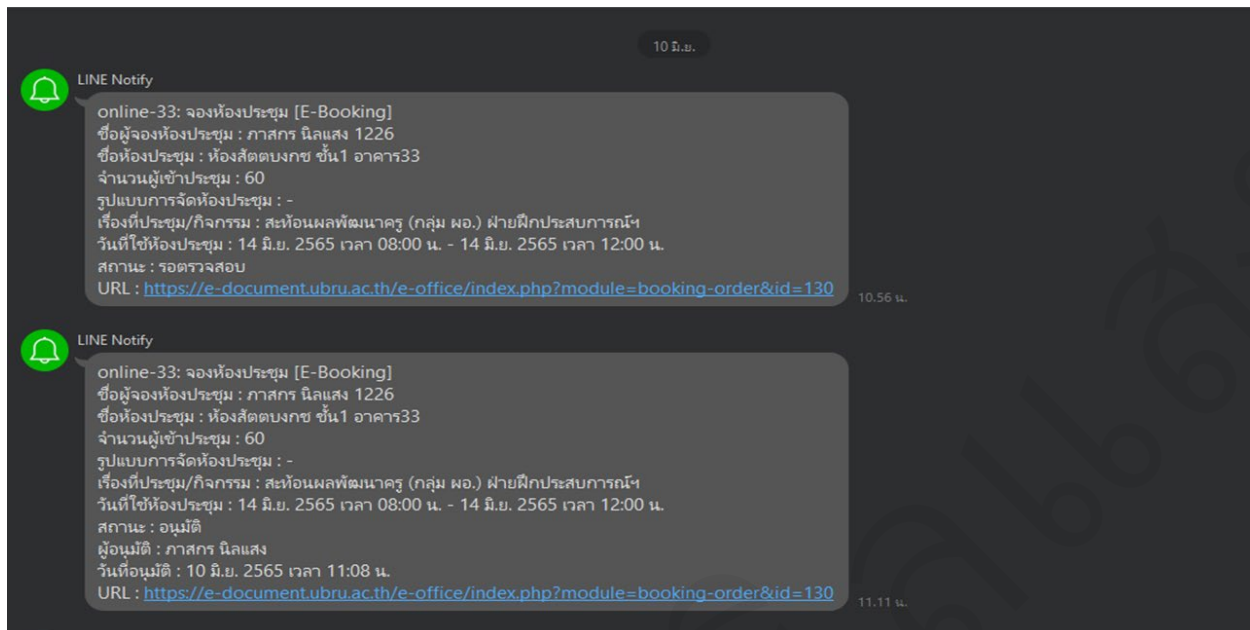 10 มิ.ย.
LINE Notify
online-33: จองห้องประชุม [E-Booking]
ชื่อผู้จองห้องประชุม : ภาสกร นิลแสง 1226
ชื่อห้องประชุม : ห้องสัตตบงกช ชั้น1 อาคาร33
จำนวนผู้เข้าประชุม : 60
รูปแบบการจัดห้องประชุม : -
เรื่องที่ประชุม/กิจกรรม : สะท้อนผลพัฒนาครู (กลุ่ม ผอ.) ฝ่ายฝึกประสบการณ์ฯ
วันที่ใช้ห้องประชุม : 14 มิ.ย. 2565 เวลา 08:00 น. - 14 มิ.ย. 2565 เวลา 12:00 น.
สถานะ : รอตรวจสอบ
URL : https://e-document.ubru.ac.th/e-office/index.php?module=booking-order&id=130
10.56 น.
LINE Notify
online-33: จองห้องประชุม [E-Booking]
ชื่อผู้จองห้องประชุม : ภาสกร นิลแสง 1226
ชื่อห้องประชุม : ห้องสัตตบงกช ชั้น1 อาคาร33
จำนวนผู้เข้าประชุม : 60
รูปแบบการจัดห้องประชุม : -
เรื่องที่ประชุม/กิจกรรม : สะท้อนผลพัฒนาครู (กลุ่ม ผอ.) ฝ่ายฝึกประสบการณ์ฯ
วันที่ใช้ห้องประชุม : 14 มิ.ย. 2565 เวลา 08:00 น. - 14 มิ.ย. 2565 เวลา 12:00 น.
สถานะ : อนุมัติ
ผู้อนุมัติ : ภาสกร นิลแสง
วันที่อนุมัติ : 10 มิ.ย. 2565 เวลา 11:08 น.
URL : https://e-document.ubru.ac.th/e-office/index.php?module=booking-order&id=130
11.11 น.